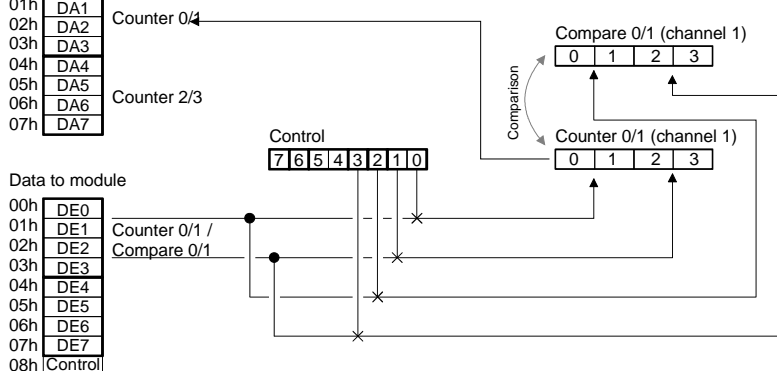 01h DA1
02h DA2
03h DA3
Counter 0/1
04h DA4
05h DA5
06h DA6
07h DA7
Counter 2/3
Compare 0/1 (channel 1)
0 1 2 3
Comparison
Counter 0/1 (channel 1)
0 1 2 3
Control
7 6 5 4 3 2 1 0
Data to module
00h DE0
01h DE1
02h DE2
03h DE3
Counter 0/1 /
Compare 0/1
04h DE4
05h DE5
06h DE6
07h DE7
08h Control